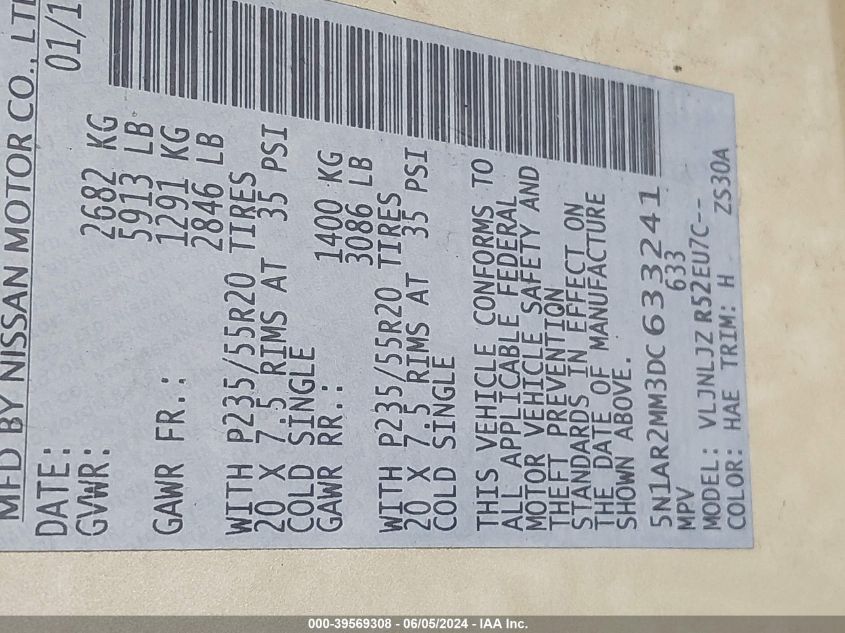 MFD BY NISSAN MOTOR CO., LTD
DATE: 01/1
GVWR: 2682 KG
5913 LB
GAWR FR.: 1291 KG
2846 LB
WITH P235/55R20 TIRES
20 X 7.5 RIMS AT 35 PSI
COLD SINGLE
GAWR RR.: 1400 KG
3086 LB
WITH P235/55R20 TIRES
20 X 7.5 RIMS AT 35 PSI
COLD SINGLE
THIS VEHICLE CONFORMS TO
ALL APPLICABLE FEDERAL
MOTOR VEHICLE SAFETY AND
THEFT PREVENTION
STANDARDS IN EFFECT ON
THE DATE OF MANUFACTURE
SHOWN ABOVE.
5N1AR2MM3DC633241
MPV 633
MODEL: VLJNLJZ R52EU7C--
COLOR: HAE TRIM: H ZS30A
000-39569308 - 06/05/2024 - IAA Inc.